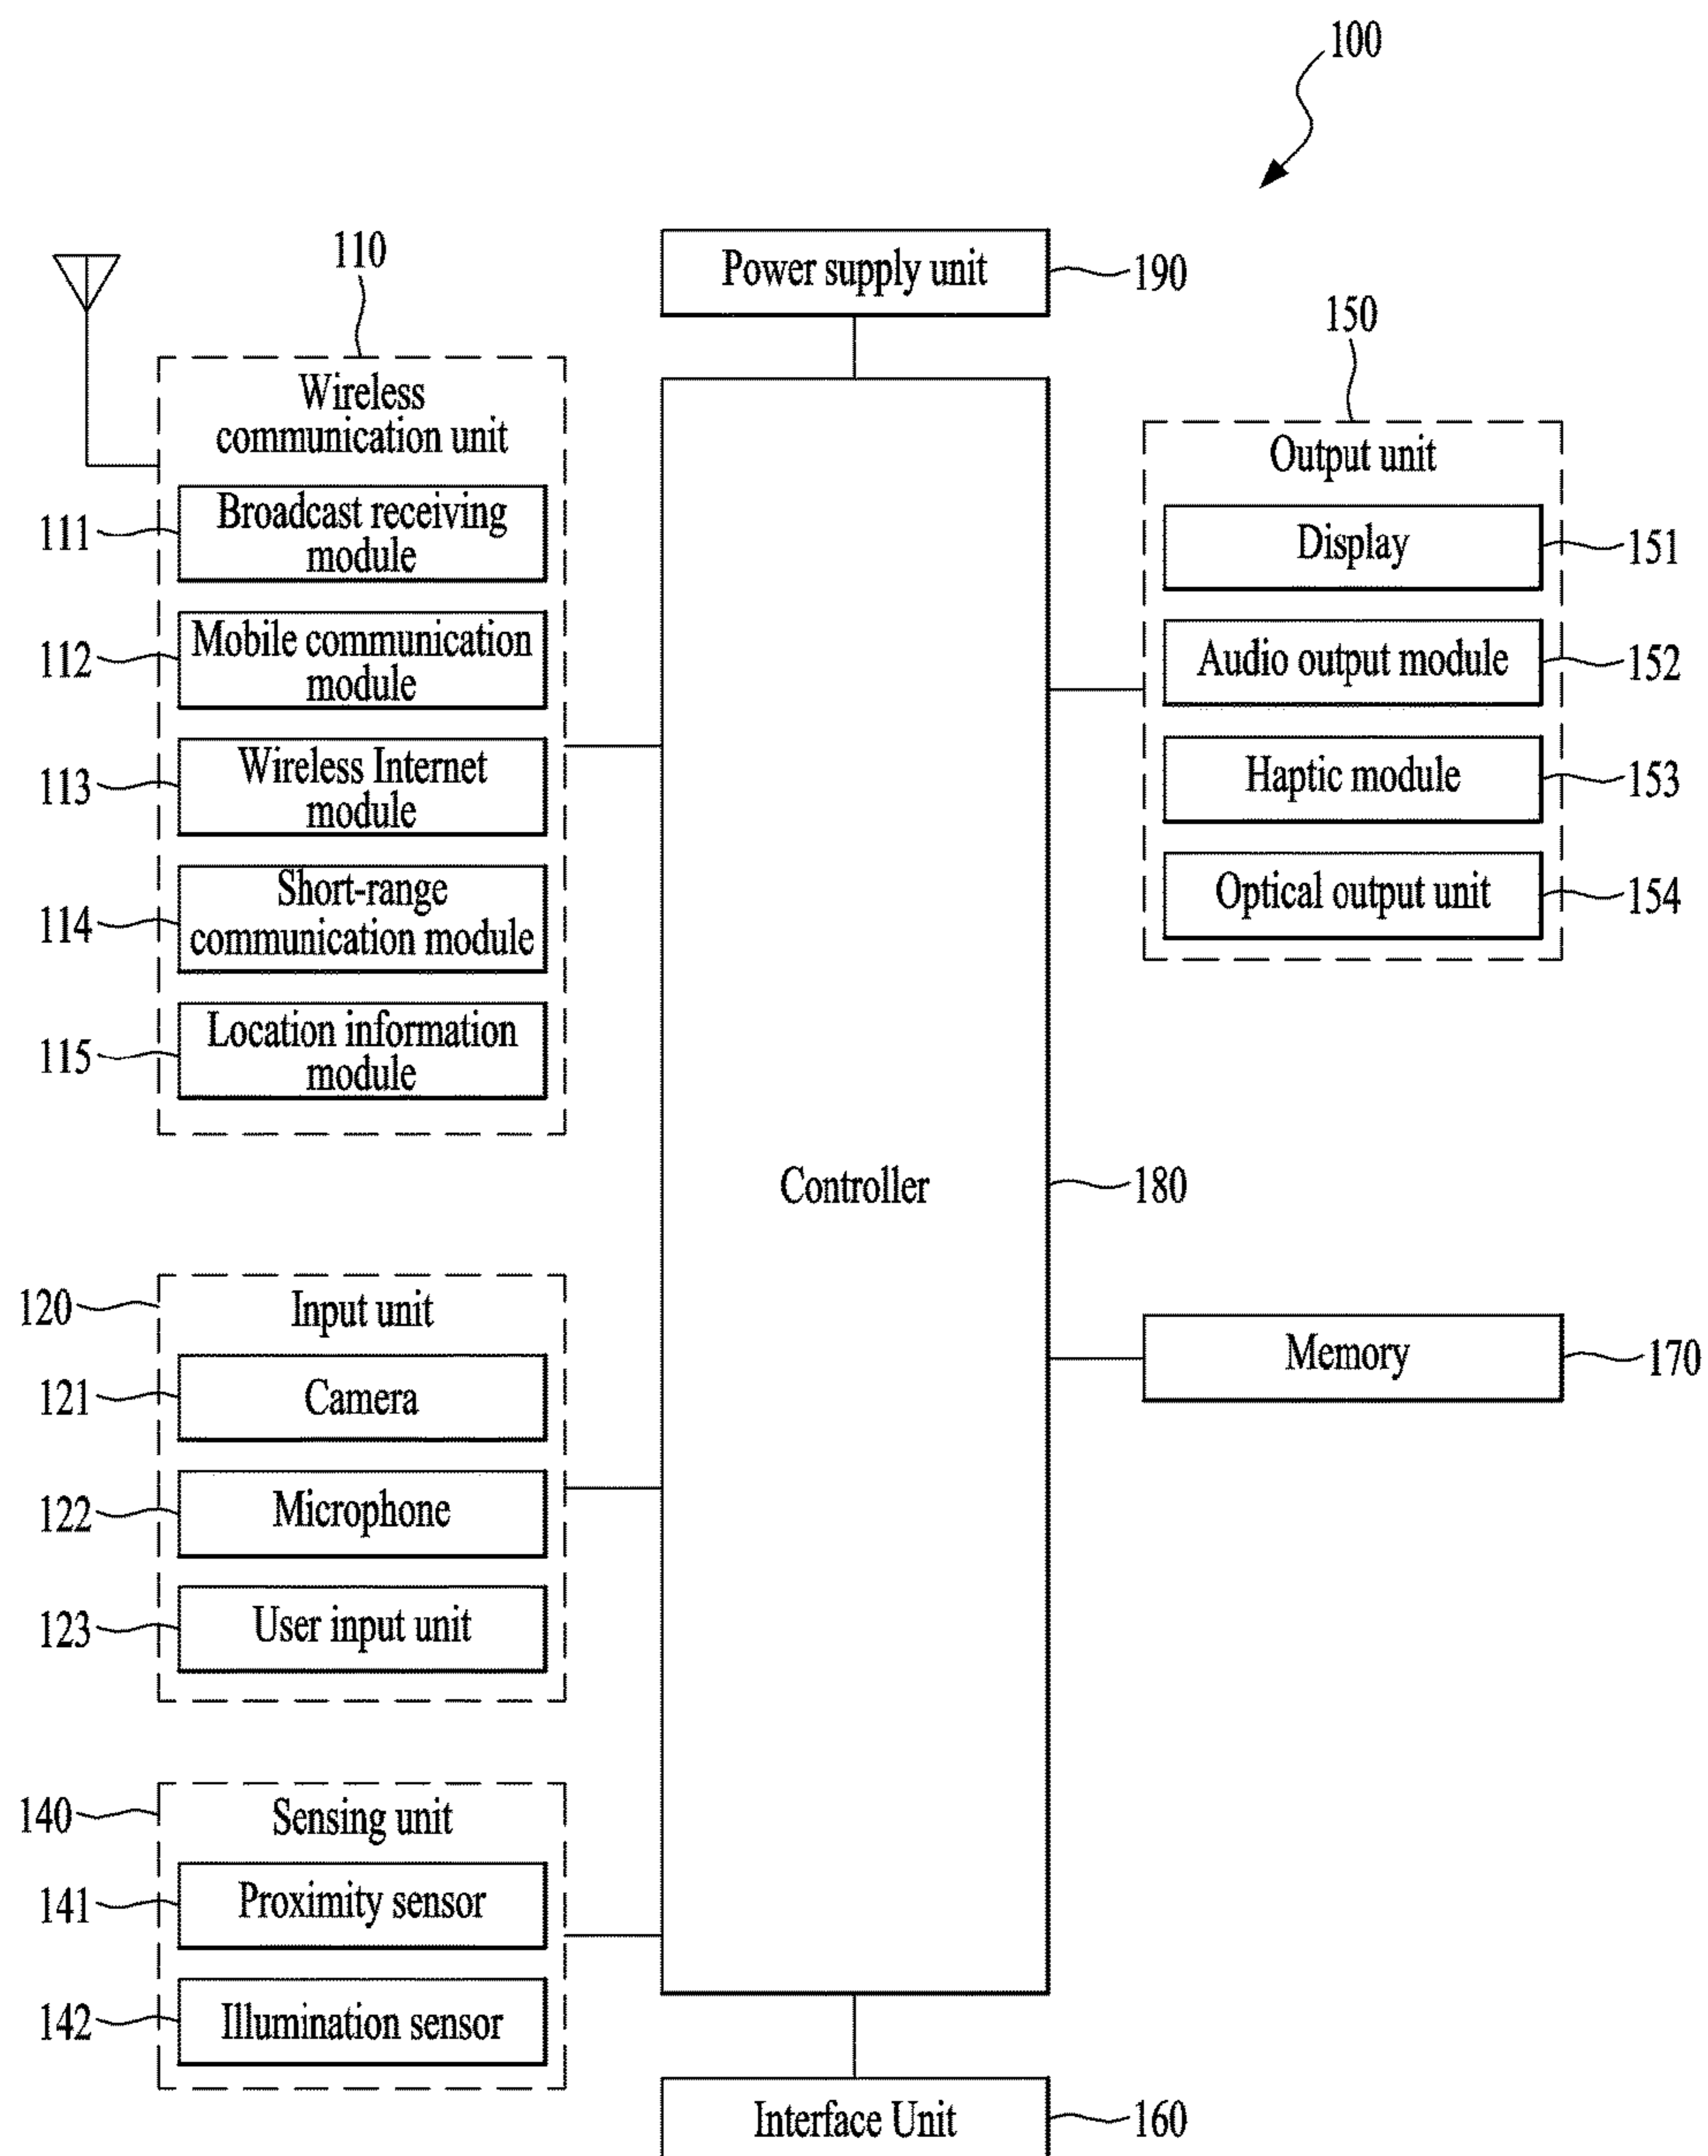 100
110
Wireless
communication unit
111
Broadcast receiving
module
112
Mobile communication
module
113
Wireless Internet
module
114
Short-range
communication module
115
Location information
module
120
Input unit
121
Camera
122
Microphone
123
User input unit
140
Sensing unit
141
Proximity sensor
142
Illumination sensor
Power supply unit
190
Controller
180
Interface Unit
160
150
Output unit
Display
151
Audio output module
152
Haptic module
153
Optical output unit
154
Memory
170